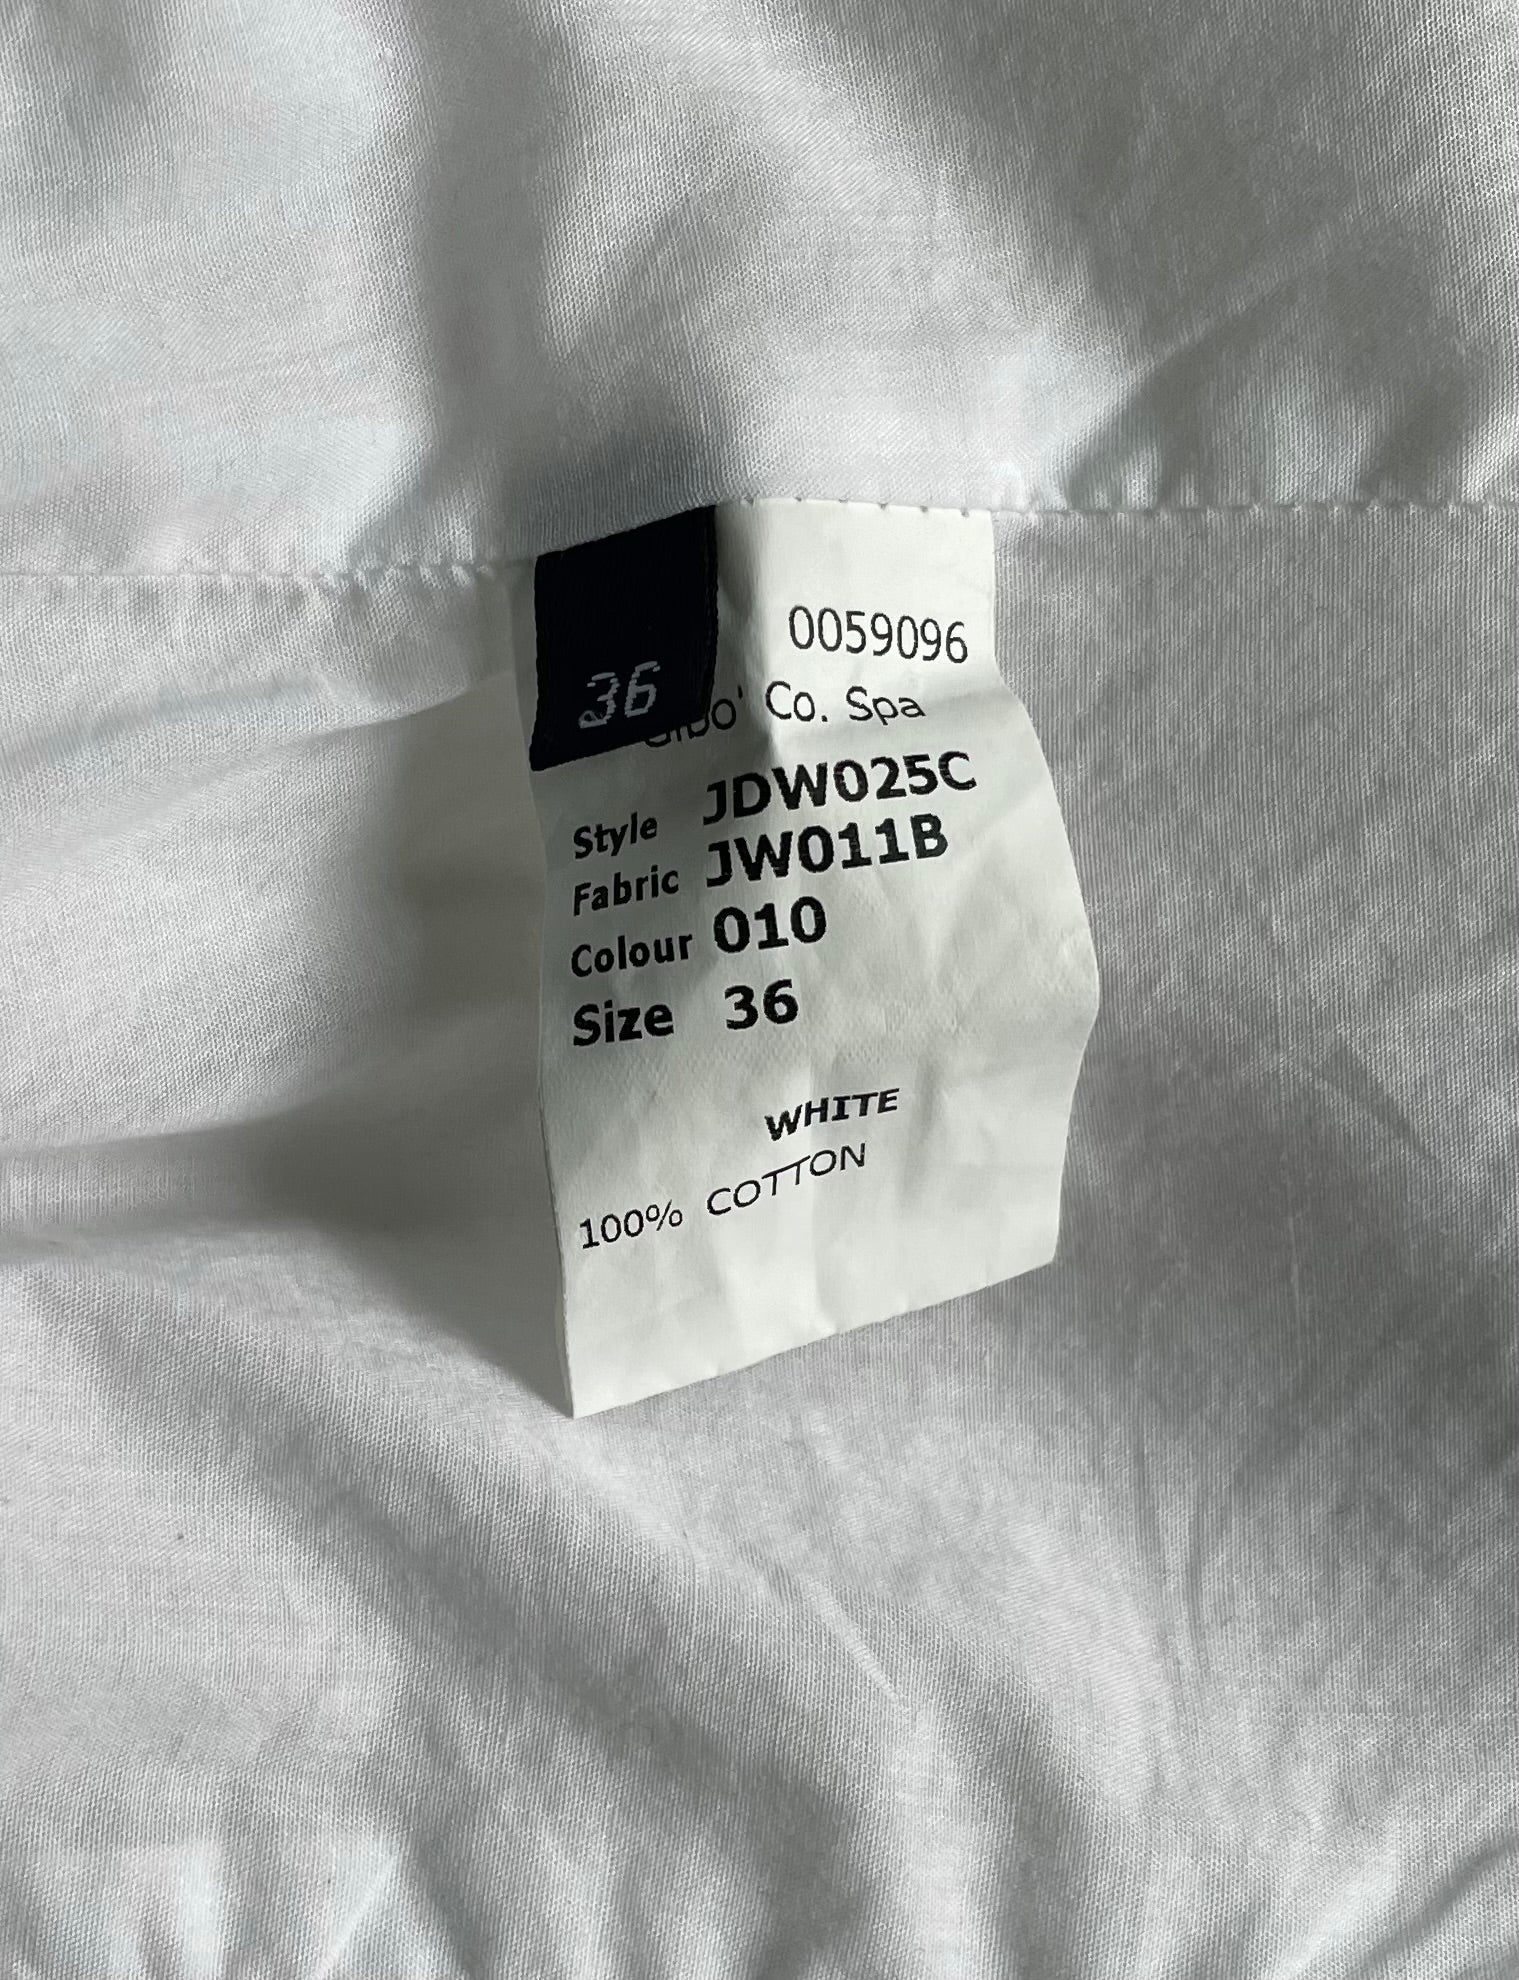 36
0059096
Co. Spa
Style JDW025C
Fabric JW011B
Colour 010
Size 36
WHITE
100% COTTON